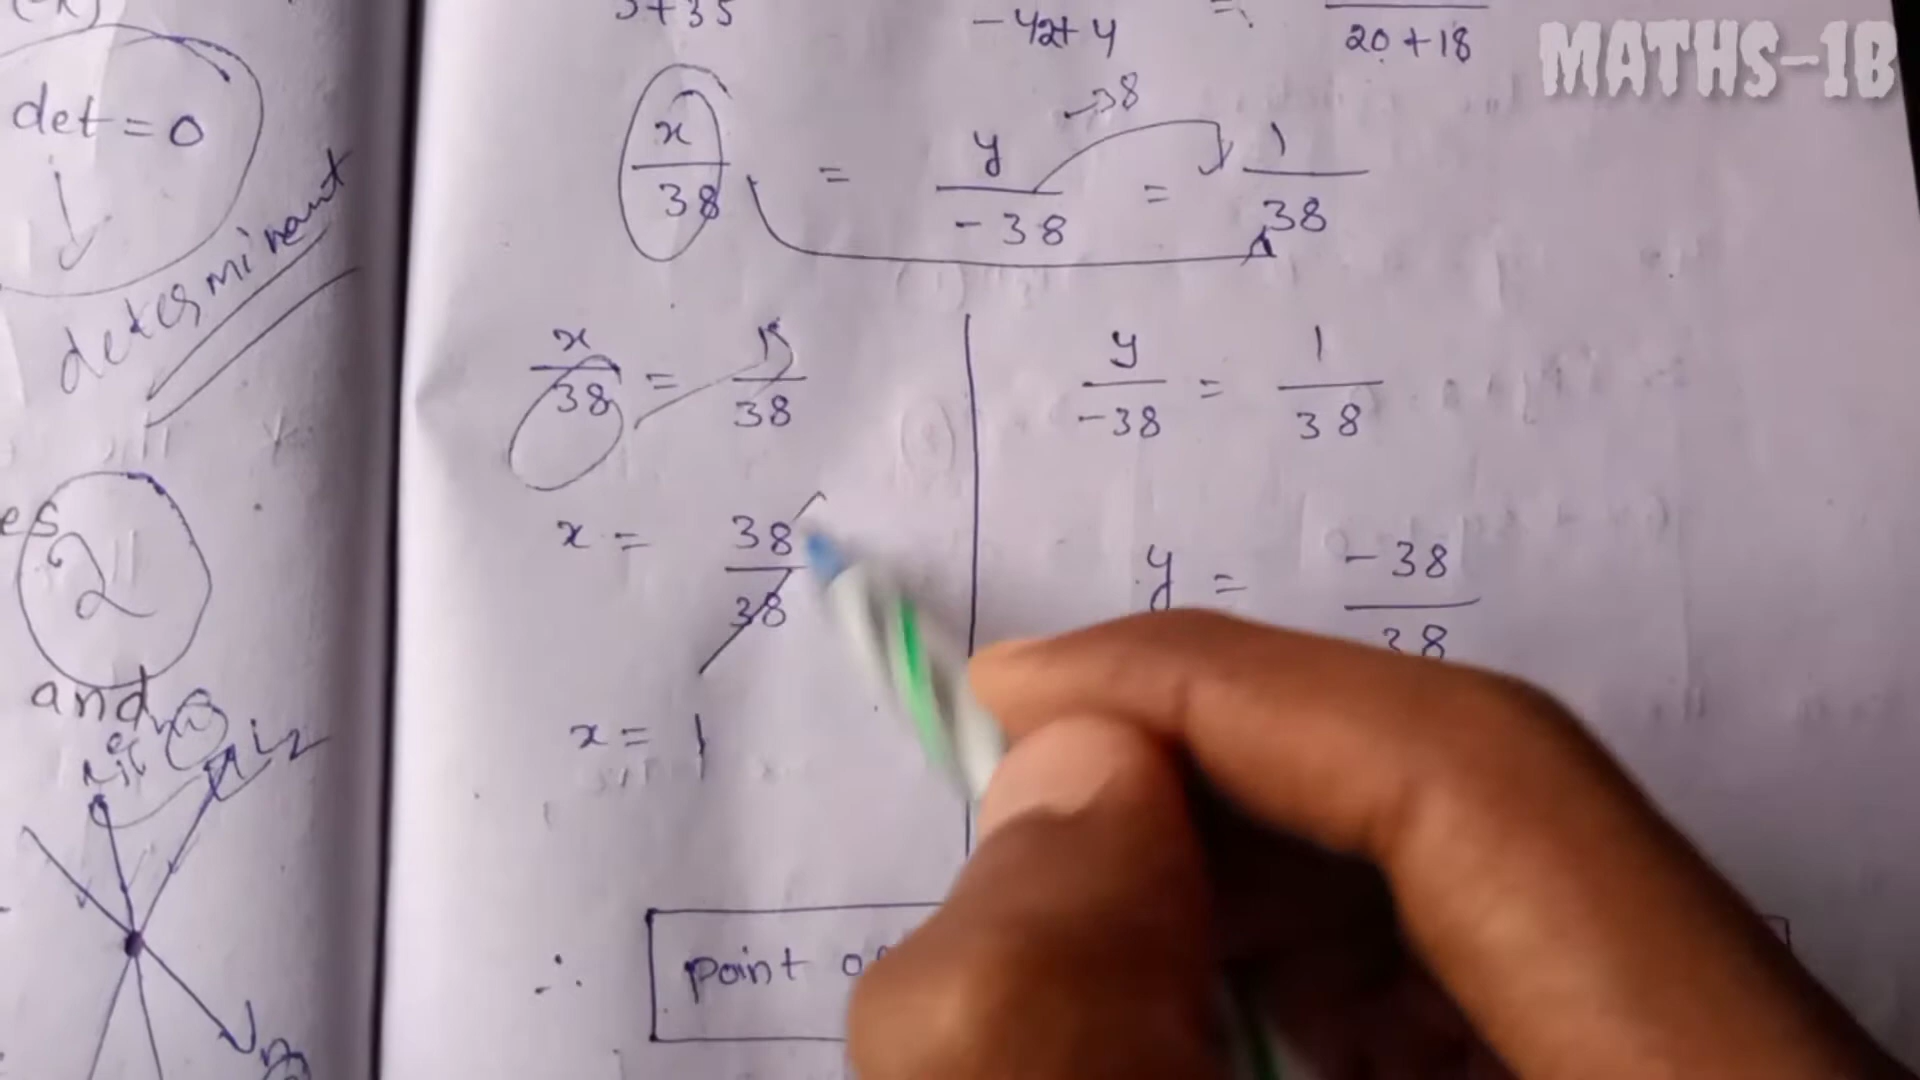 MATHS-1B
det = 0
determinant
2
and
L2
3+35 -42+4 = 20+18
x/38 = y/-38 = 1/38
→38
x/38 = 1/38
x = 38/38
x = 1
y/-38 = 1/38
y = -38/38
∴ point